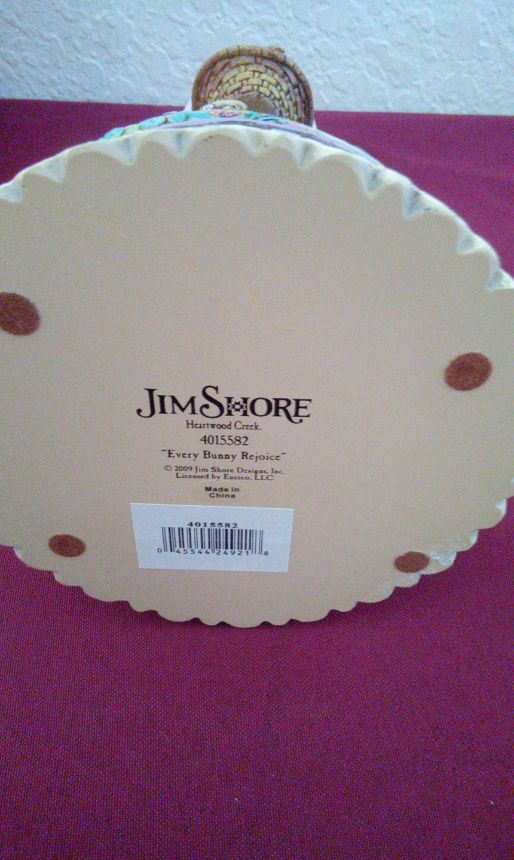 JIM SHORE
Heartwood Creek.
4015582
"Every Bunny Rejoice"
© 2009 Jim Shore Designs, Inc.
Licensed by Enesco, LLC
Made in
China
4015582
0 45544 24921 8